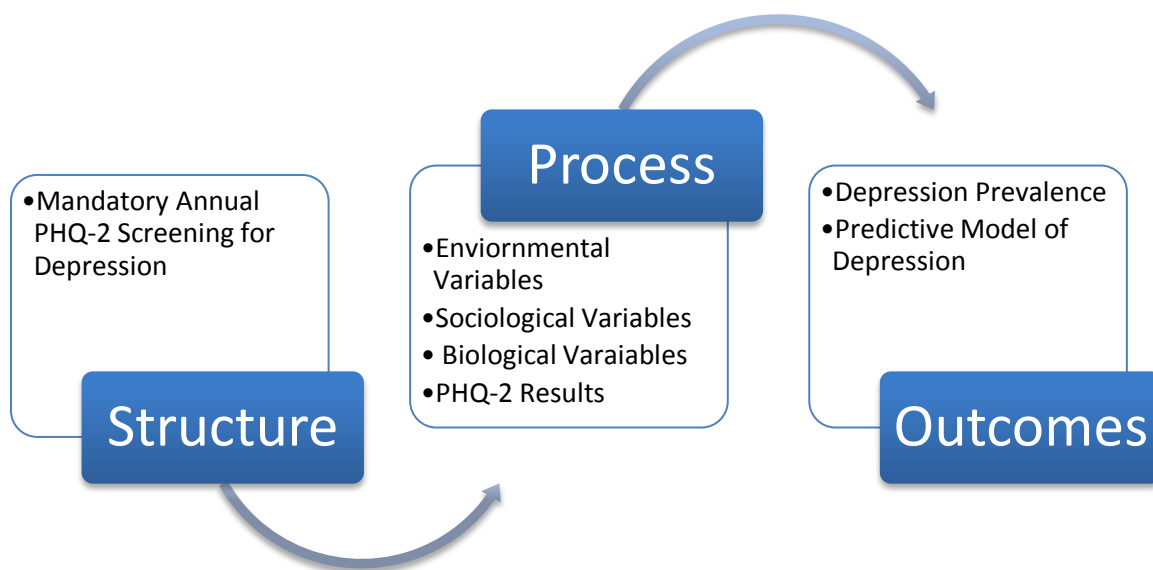 •Mandatory Annual
PHQ-2 Screening for
Depression
Structure
Process
•Enviornmental
Variables
•Sociological Variables
• Biological Varaiables
•PHQ-2 Results
•Depression Prevalence
•Predictive Model of
Depression
Outcomes